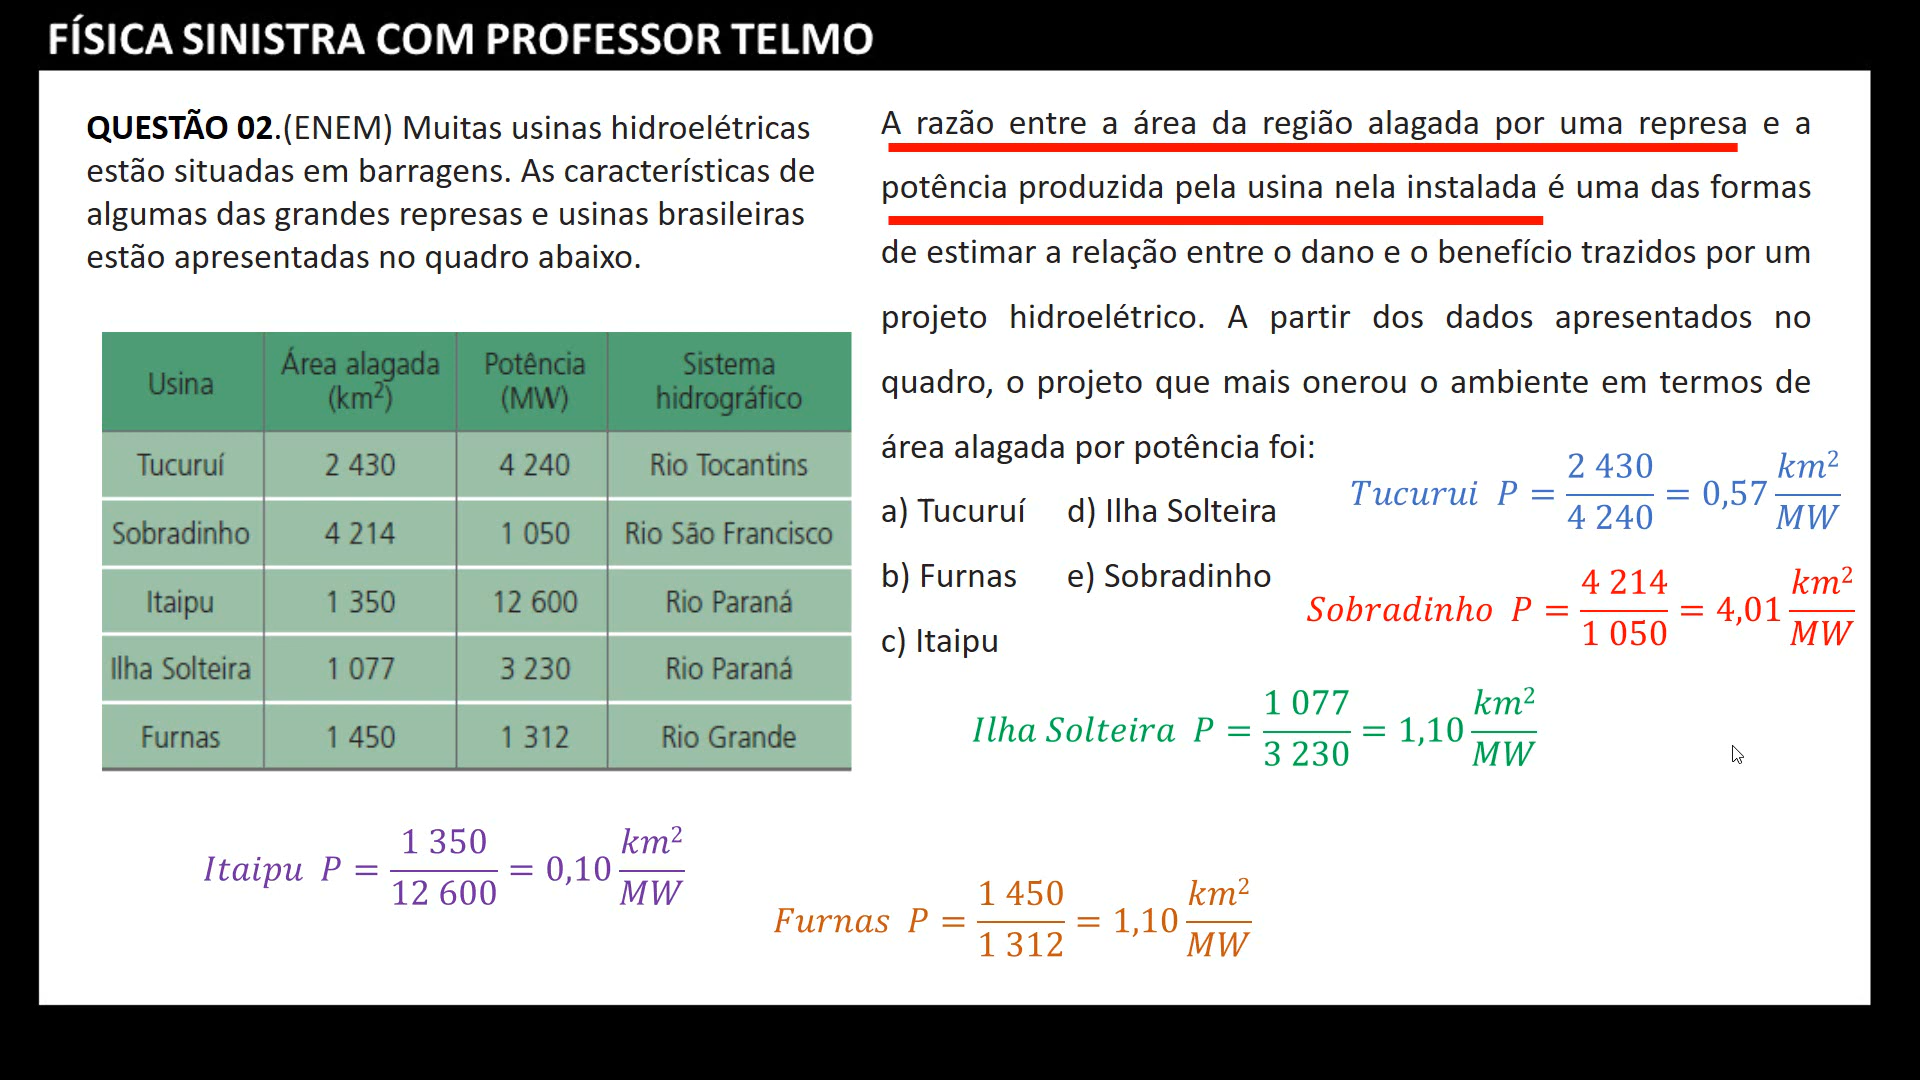 FÍSICA SINISTRA COM PROFESSOR TELMO
QUESTÃO 02.(ENEM) Muitas usinas hidroelétricas
estão situadas em barragens. As características de
algumas das grandes represas e usinas brasileiras
estão apresentadas no quadro abaixo.
Usina Área alagada (km²) Potência (MW) Sistema hidrográfico
Tucuruí 2 430 4 240 Rio Tocantins
Sobradinho 4 214 1 050 Rio São Francisco
Itaipu 1 350 12 600 Rio Paraná
Ilha Solteira 1 077 3 230 Rio Paraná
Furnas 1 450 1 312 Rio Grande
A razão entre a área da região alagada por uma represa e a
potência produzida pela usina nela instalada é uma das formas
de estimar a relação entre o dano e o benefício trazidos por um
projeto hidroelétrico. A partir dos dados apresentados no
quadro, o projeto que mais onerou o ambiente em termos de
área alagada por potência foi:
a) Tucuruí d) Ilha Solteira
b) Furnas e) Sobradinho
c) Itaipu
Tucurui P = 2 430 / 4 240 = 0,57 km² / MW
Sobradinho P = 4 214 / 1 050 = 4,01 km² / MW
Ilha Solteira P = 1 077 / 3 230 = 1,10 km² / MW
Itaipu P = 1 350 / 12 600 = 0,10 km² / MW
Furnas P = 1 450 / 1 312 = 1,10 km² / MW